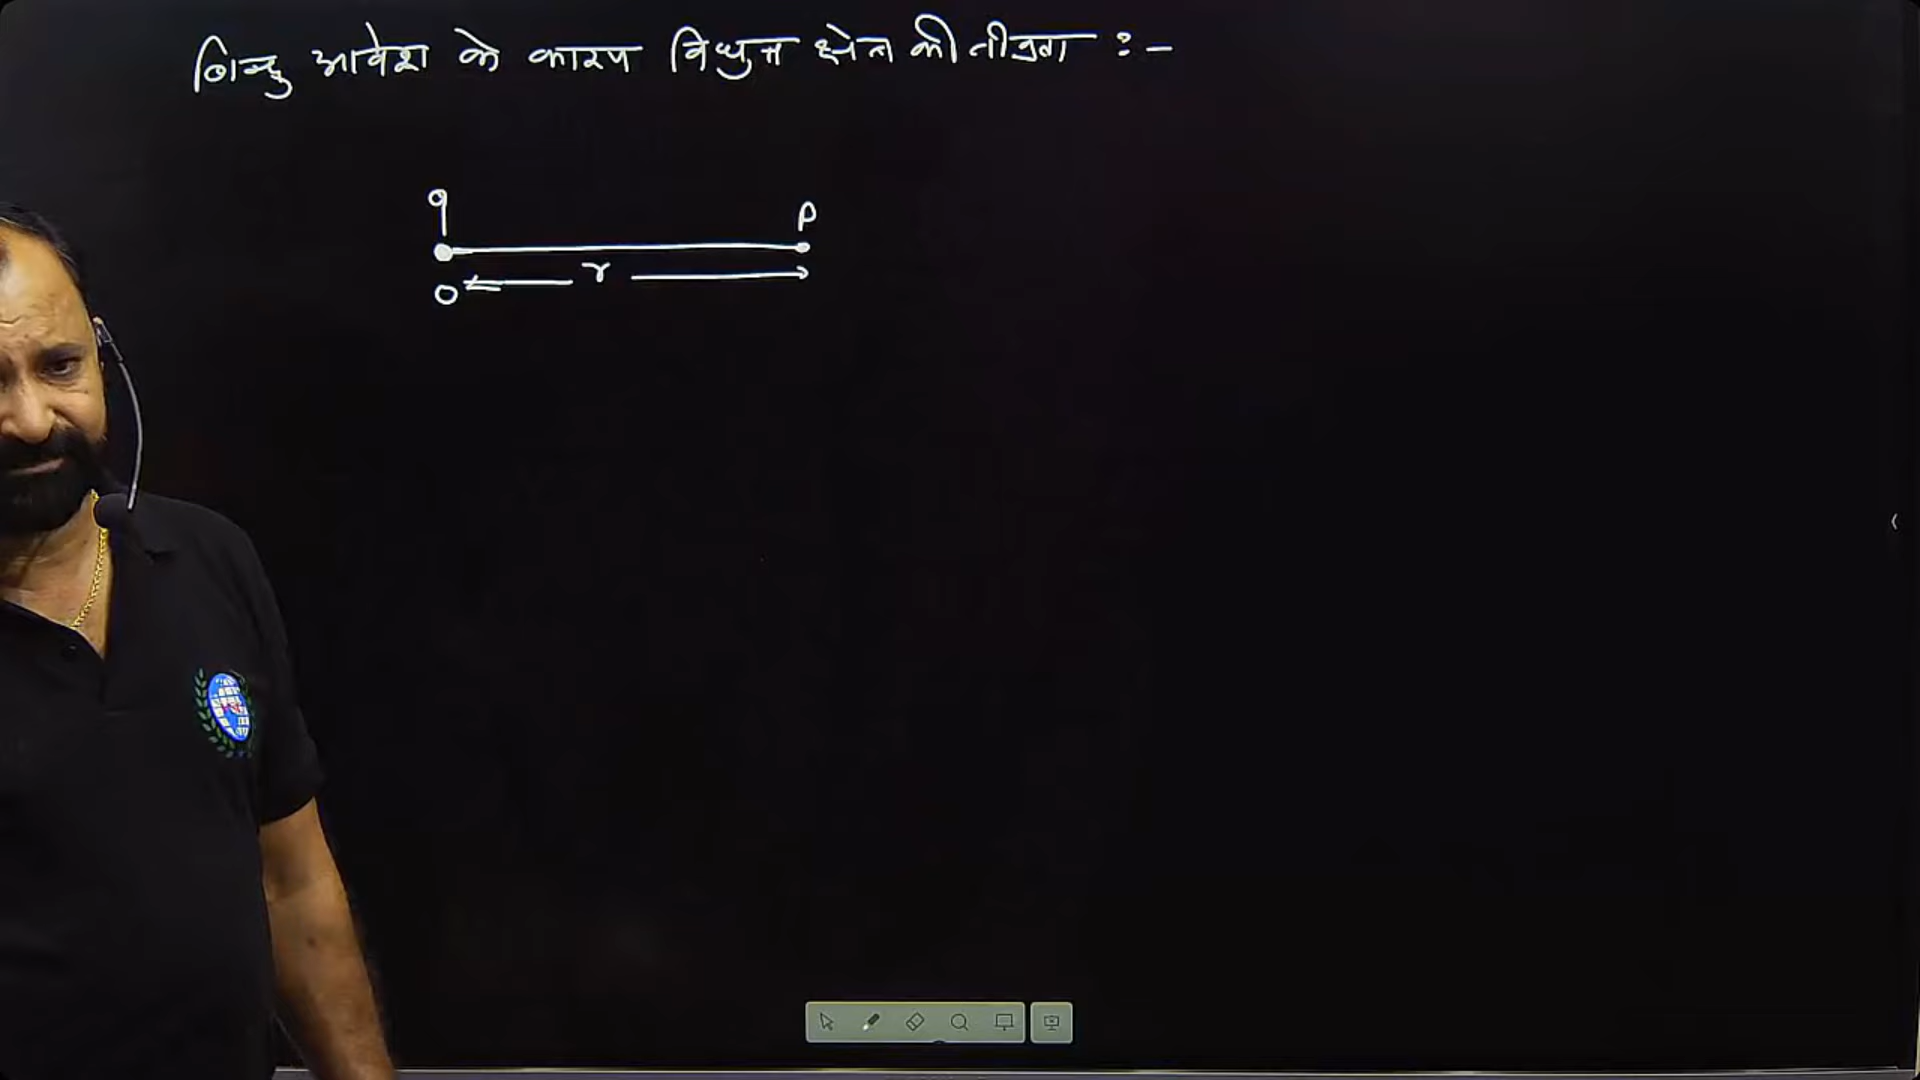 बिन्दु आवेश के कारण विधुत क्षेत्र की तीव्रता :-
q P
r
O